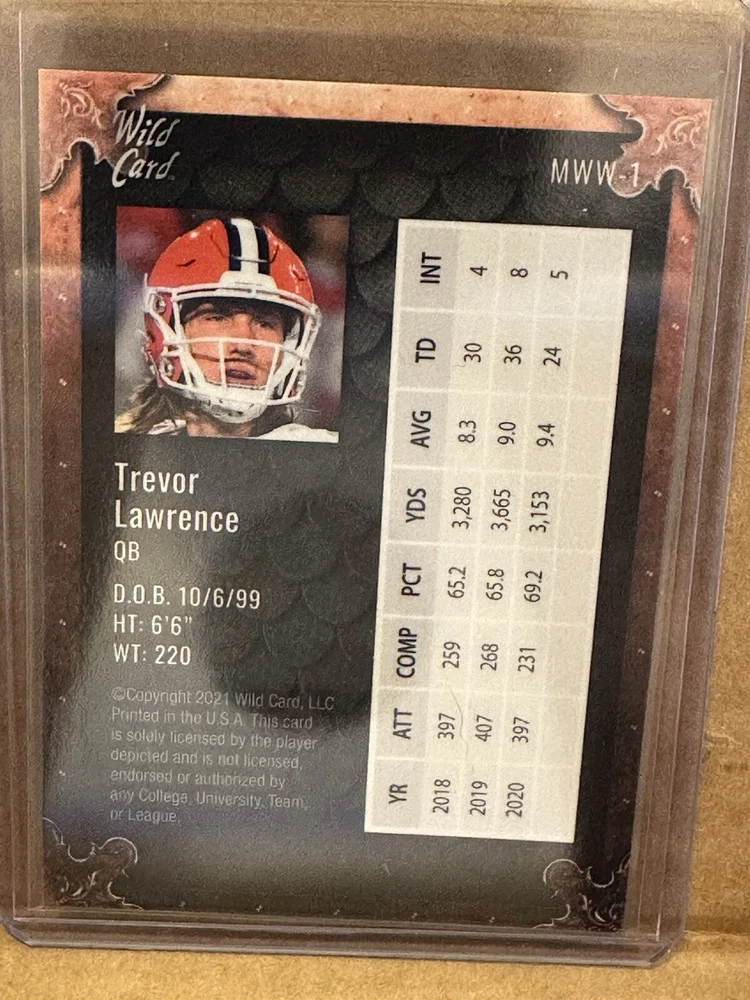 Wild
Card
MWW-1
Trevor
Lawrence
QB
D.O.B. 10/6/99
HT: 6'6"
WT: 220
©Copyright 2021 Wild Card, LLC
Printed in the U.S.A. This card
is solely licensed by the player
depicted and is not licensed,
endorsed or authorized by
any College, University, Team,
or League.
YR ATT COMP PCT YDS AVG TD INT
2018 397 259 65.2 3,280 8.3 30 4
2019 407 268 65.8 3,665 9.0 36 8
2020 397 231 69.2 3,153 9.4 24 5